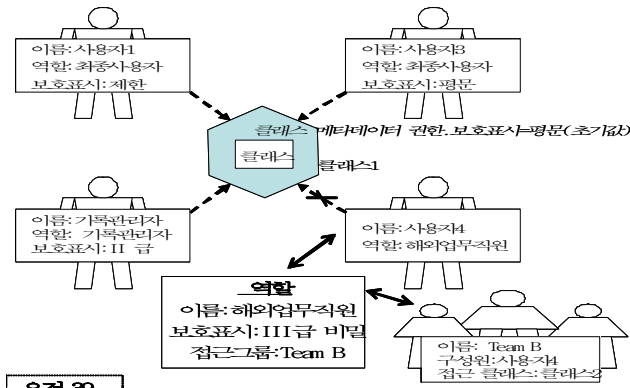 이름:사용자1
역할:최종사용자
보호표시:제한
이름:사용자3
역할:최종사용자
보호표시:평문
클래스 메타데이터 권한.보호표시=평문(초기값)
클래스
클래스1
이름:기록관리자
역할: 기록관리자
보호표시:II 급
이름:사용자4
역할:해외업무직원
역할
이름:해외업무직원
보호표시:III급 비밀
접근그룹:Team B
이름: Team B
구성원:사용자4
접근 클래스:클래스2